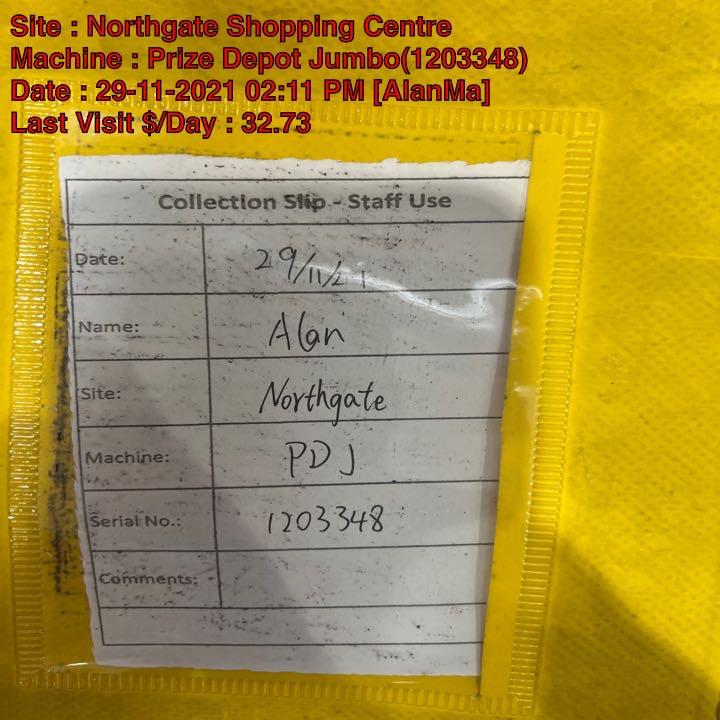 Site : Northgate Shopping Centre
Machine : Prize Depot Jumbo(1203348)
Date : 29-11-2021 02:11 PM [AlanMa]
Last Visit $/Day : 32.73
Collection Slip - Staff Use
Date: 29/11/21
Name: Alan
Site: Northgate
Machine: PDJ
Serial No.: 1203348
Comments: